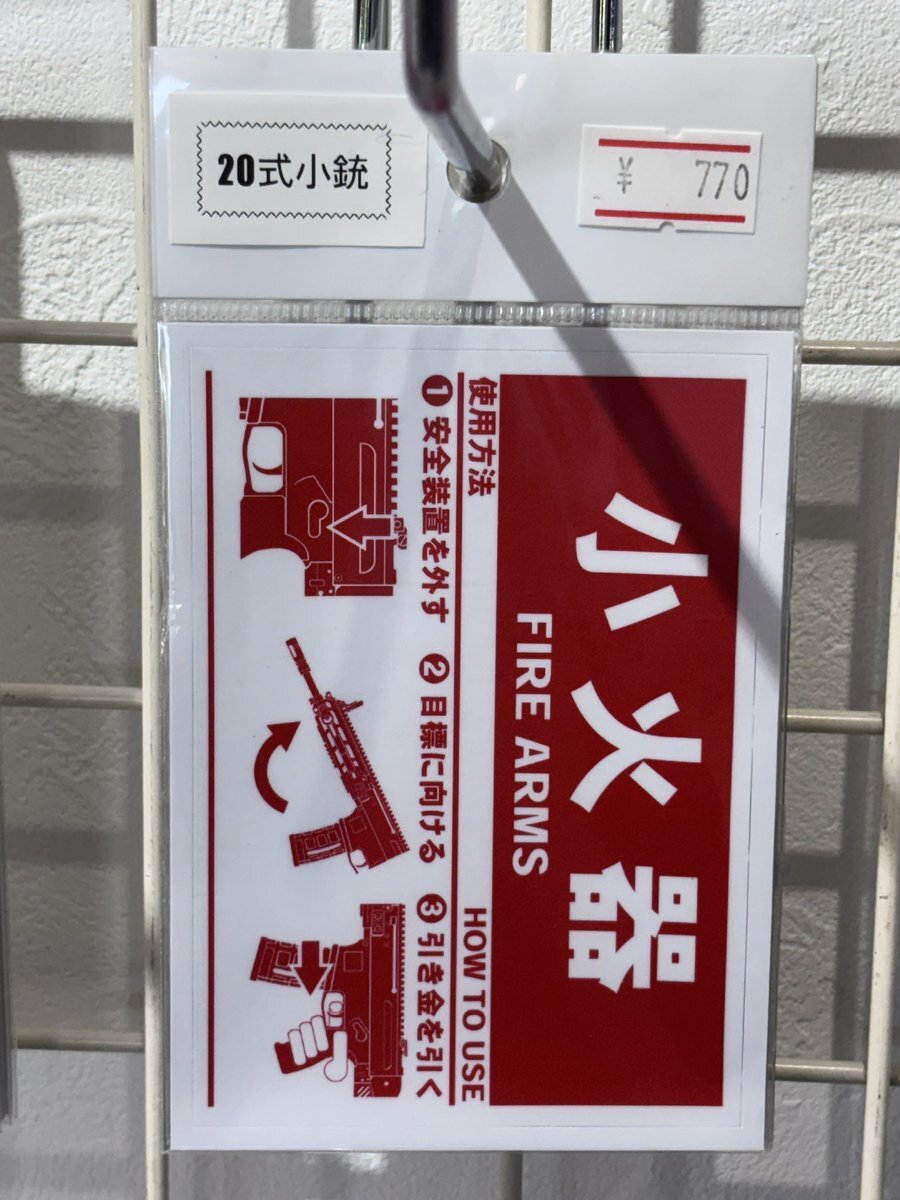 20式小銃
¥ 770
小火器
FIRE ARMS
使用方法
HOW TO USE
❶安全装置を外す
❷目標に向ける
❸引き金を引く